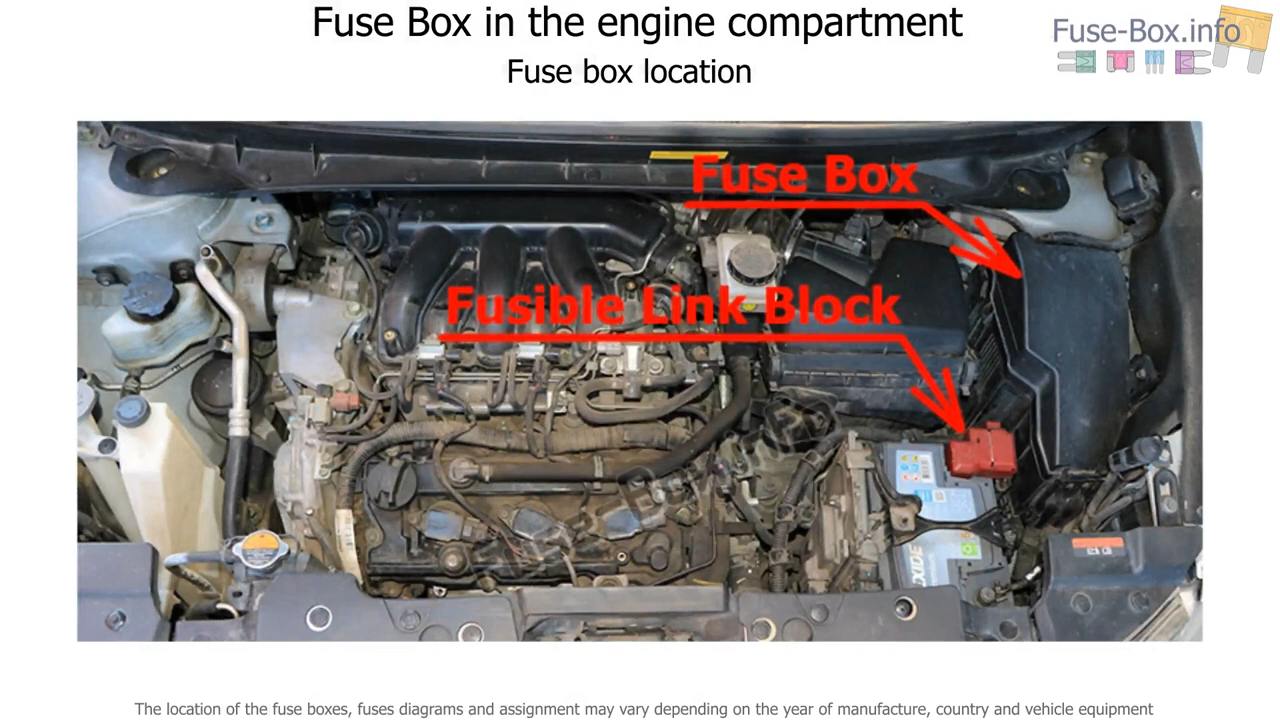 Fuse Box in the engine compartment
Fuse-Box.info
Fuse box location
Fuse Box
Fusible Link Block
EXIDE
The location of the fuse boxes, fuses diagrams and assignment may vary depending on the year of manufacture, country and vehicle equipment